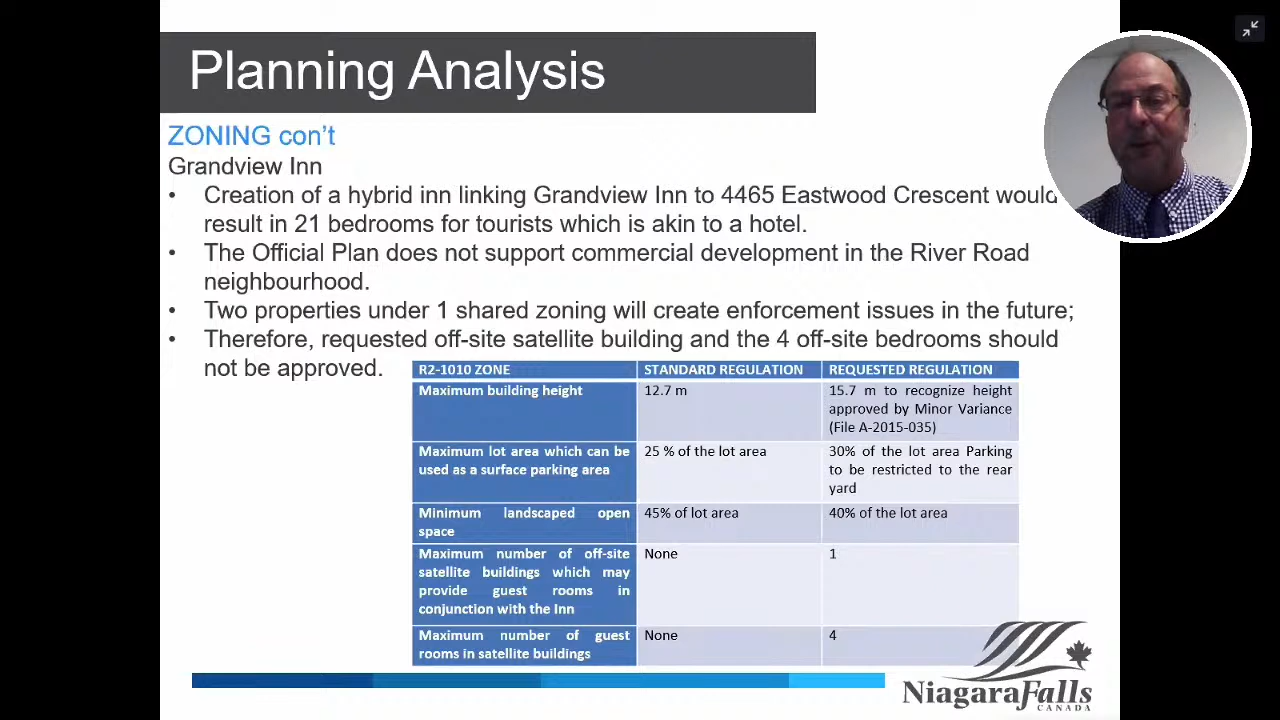 Planning Analysis
ZONING con't
Grandview Inn
• Creation of a hybrid inn linking Grandview Inn to 4465 Eastwood Crescent would
result in 21 bedrooms for tourists which is akin to a hotel.
• The Official Plan does not support commercial development in the River Road
neighbourhood.
• Two properties under 1 shared zoning will create enforcement issues in the future;
• Therefore, requested off-site satellite building and the 4 off-site bedrooms should
not be approved.
R2-1010 ZONE STANDARD REGULATION REQUESTED REGULATION
Maximum building height 12.7 m 15.7 m to recognize height
approved by Minor Variance
(File A-2015-035)
Maximum lot area which can be 25 % of the lot area 30% of the lot area Parking
used as a surface parking area to be restricted to the rear
yard
Minimum landscaped open 45% of lot area 40% of the lot area
space
Maximum number of off-site None 1
satellite buildings which may
provide guest rooms in
conjunction with the Inn
Maximum number of guest None 4
rooms in satellite buildings
NiagaraFalls
CANADA